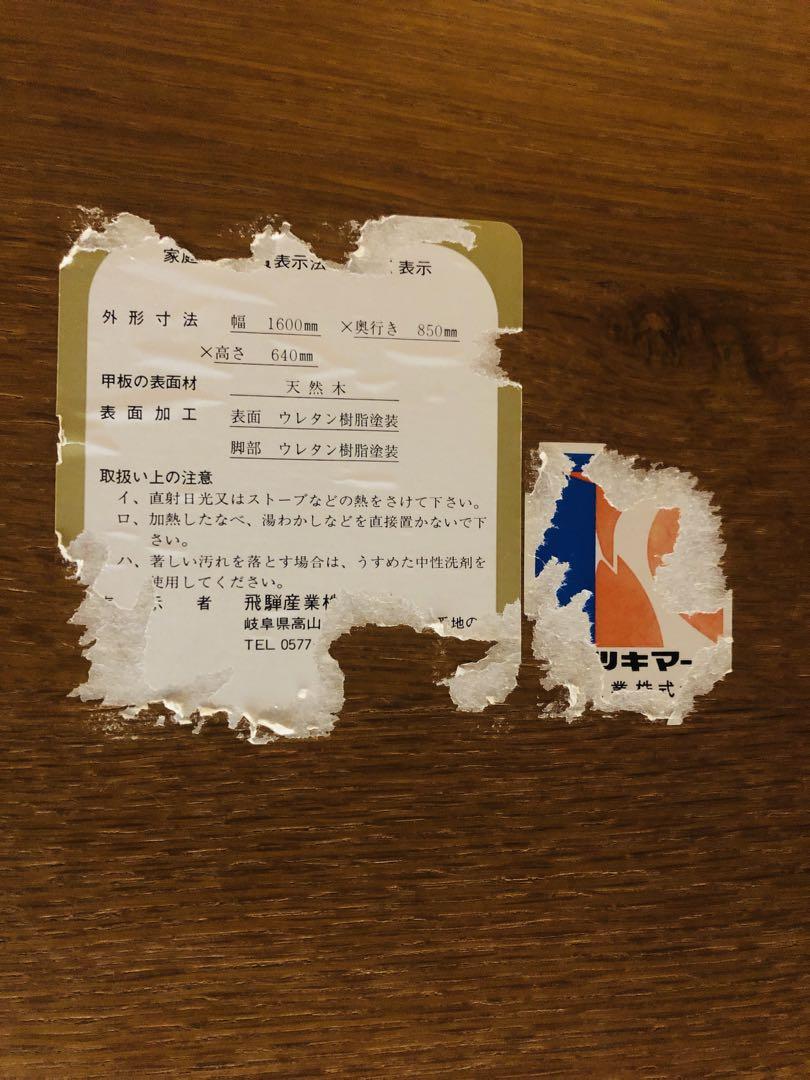 家庭 表示法 表示
外形寸法 幅 1600㎜ ×奥行き 850㎜
×高さ 640㎜
甲板の表面材 天然木
表面加工 表面 ウレタン樹脂塗装
脚部 ウレタン樹脂塗装
取扱い上の注意
イ、直射日光又はストーブなどの熱をさけて下さい。
ロ、加熱したなべ、湯わかしなどを直接置かないで下
さい。
ハ、著しい汚れを落とす場合は、うすめた中性洗剤を
使用してください。
示者 飛騨産業株
岐阜県高山 地の
TEL 0577
ツキマー
業株式